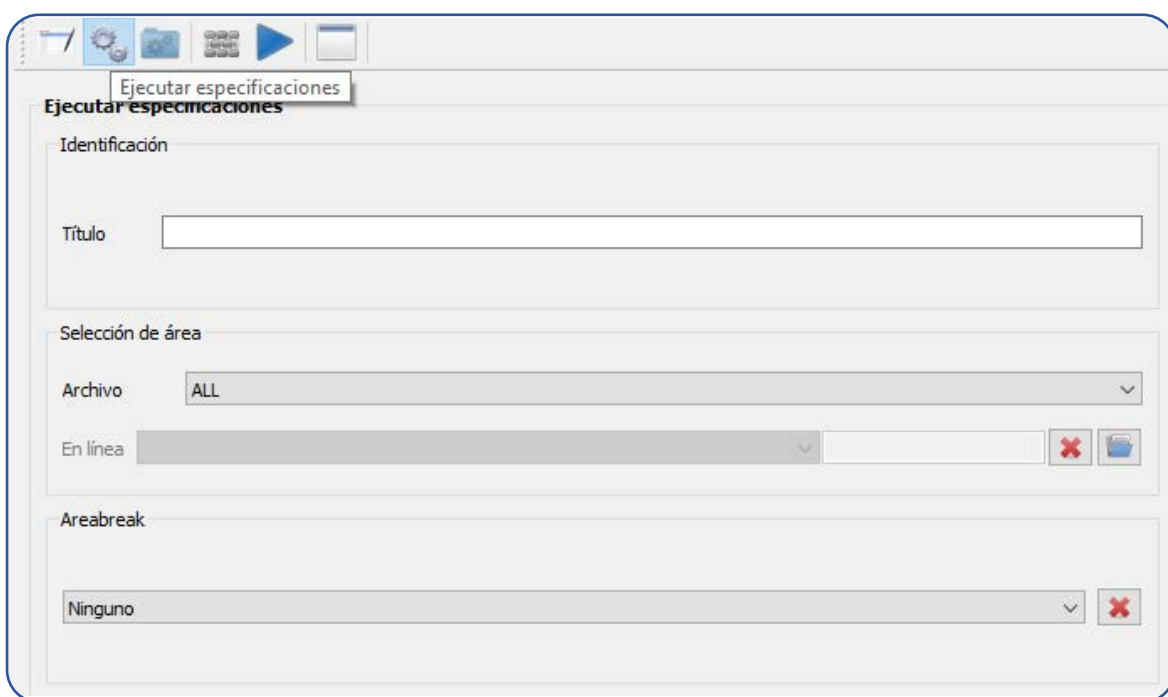 Ejecutar especificaciones
Ejecutar especificaciones
Identificación
Título
Selección de área
Archivo ALL
En línea
Areabreak
Ninguno